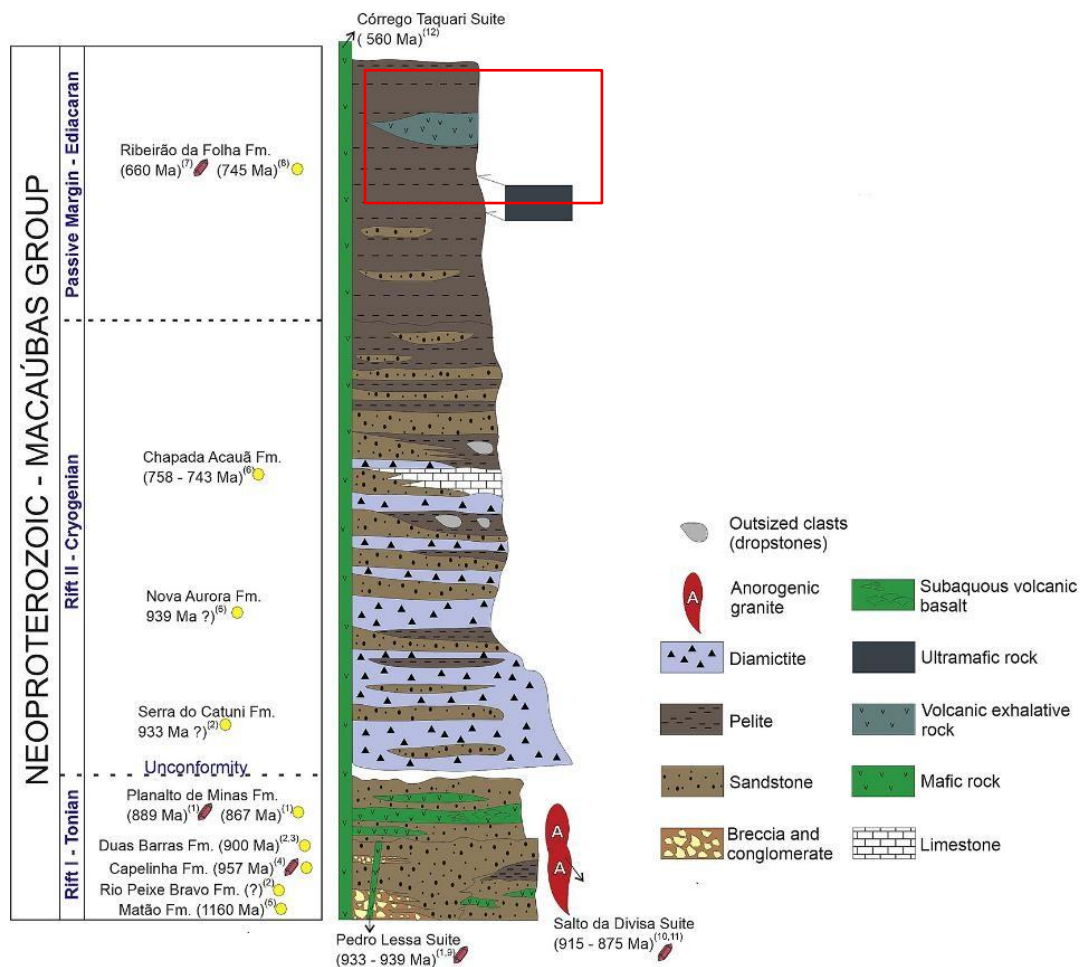 Córrego Taquari Suite
( 560 Ma)(12)
NEOPROTEROZOIC - MACAÚBAS GROUP
Passive Margin - Ediacaran
Ribeirão da Folha Fm.
(660 Ma)(7) (745 Ma)(8)
Rift II - Cryogenian
Chapada Acauã Fm.
(758 - 743 Ma)(6)
Nova Aurora Fm.
939 Ma ?)(5)
Serra do Catuni Fm.
933 Ma ?)(2)
Unconformity
Rift I - Tonian
Planalto de Minas Fm.
(889 Ma)(1) (867 Ma)(1)
Duas Barras Fm. (900 Ma)(2,3)
Capelinha Fm. (957 Ma)(4)
Rio Peixe Bravo Fm. (?)(2)
Matão Fm. (1160 Ma)(5)
Pedro Lessa Suite
(933 - 939 Ma)(1,9)
A
A
Salto da Divisa Suite
(915 - 875 Ma)(10,11)
Outsized clasts
(dropstones)
A
Anorogenic
granite
Diamictite
Pelite
Sandstone
Breccia and
conglomerate
Subaquous volcanic
basalt
Ultramafic rock
Volcanic exhalative
rock
Mafic rock
Limestone